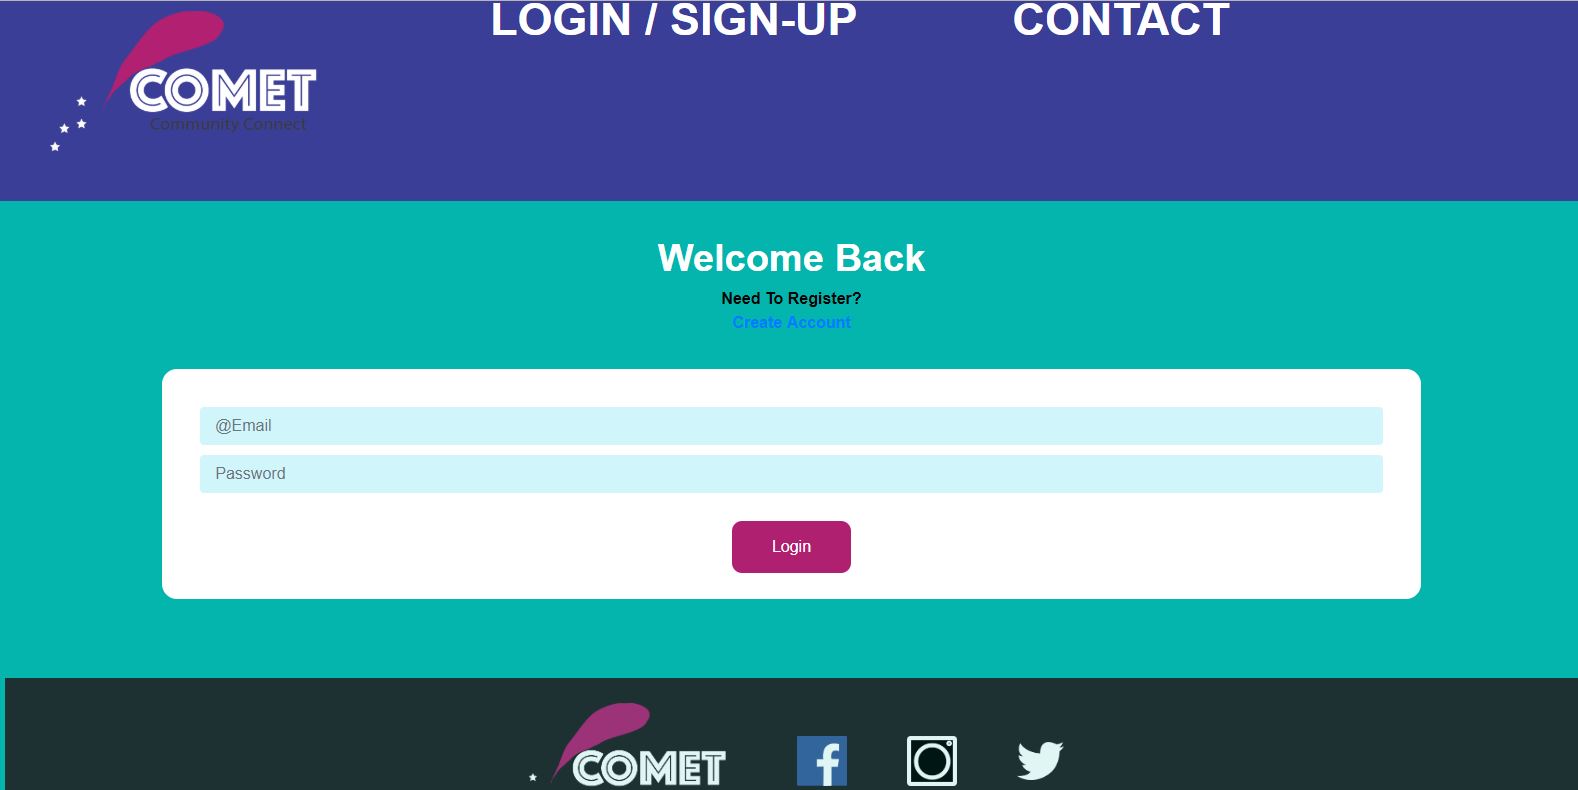 LOGIN / SIGN-UP
CONTACT
COMET
Community Connect
Welcome Back
Need To Register?
Create Account
@Email
Password
Login
COMET